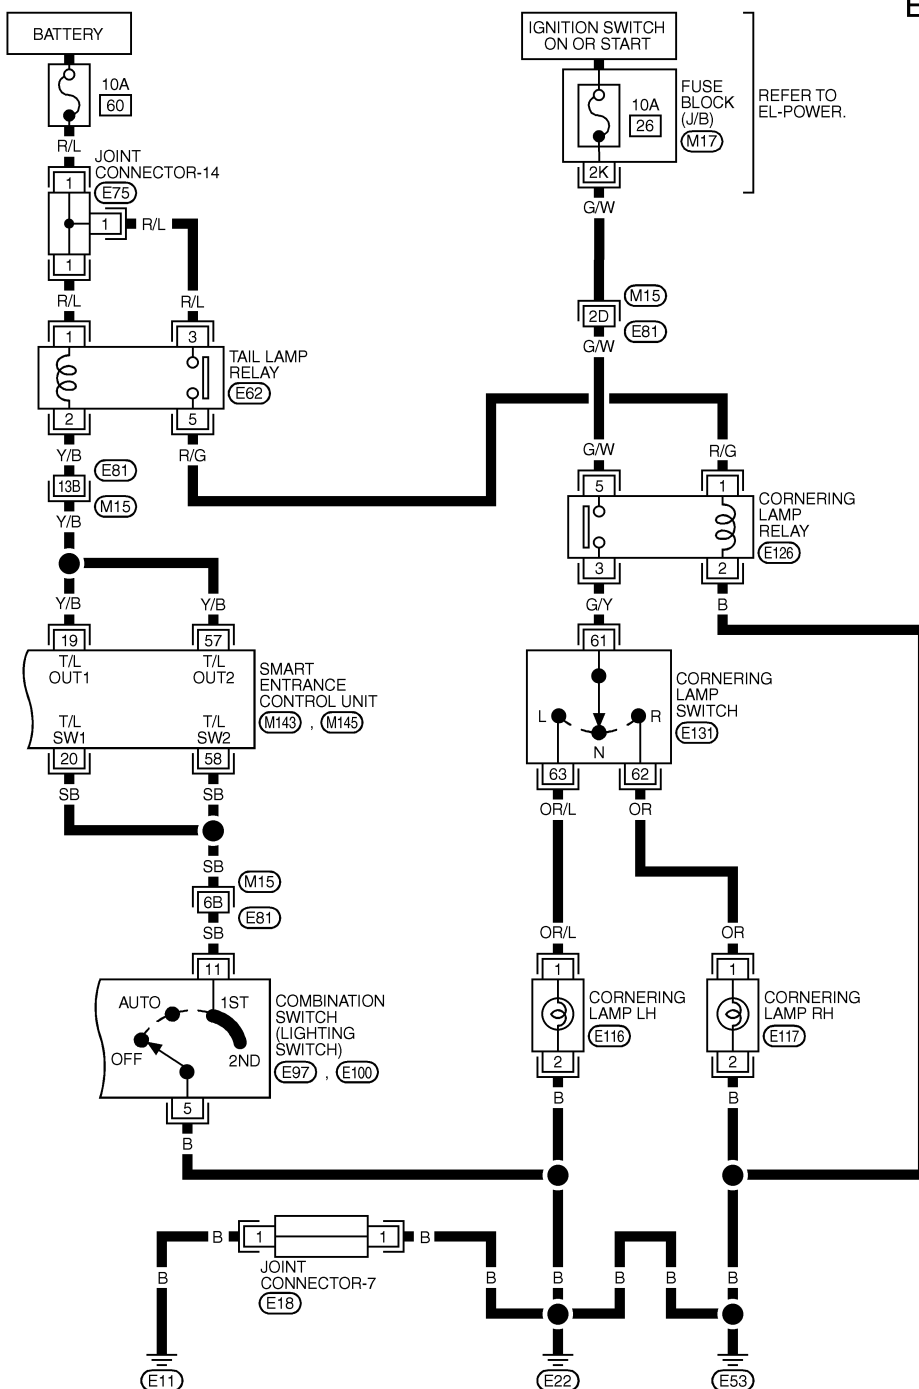 E
BATTERY
10A
60
R/L
JOINT
CONNECTOR-14
E75
1
1
R/L
1
R/L
R/L
1
3
TAIL LAMP
RELAY
E62
2
5
Y/B
R/G
E81
13B
M15
Y/B
Y/B
Y/B
19
57
T/L
OUT1
T/L
OUT2
SMART
ENTRANCE
CONTROL UNIT
M143 , M145
T/L
SW1
T/L
SW2
20
58
SB
SB
SB
M15
6B
E81
SB
11
AUTO
1ST
OFF
2ND
COMBINATION
SWITCH
(LIGHTING
SWITCH)
E97 , E100
5
B
IGNITION SWITCH
ON OR START
10A
26
FUSE
BLOCK
(J/B)
M17
REFER TO
EL-POWER.
2K
G/W
M15
2D
E81
G/W
G/W
R/G
5
1
CORNERING
LAMP
RELAY
E126
3
2
G/Y
B
61
L
R
N
CORNERING
LAMP
SWITCH
E131
63
62
OR/L
OR
OR/L
OR
1
1
CORNERING
LAMP LH
E116
CORNERING
LAMP RH
E117
2
2
B
B
B
1
1
B
JOINT
CONNECTOR-7
E18
B
B
B
B
B
B
E11
E22
E53